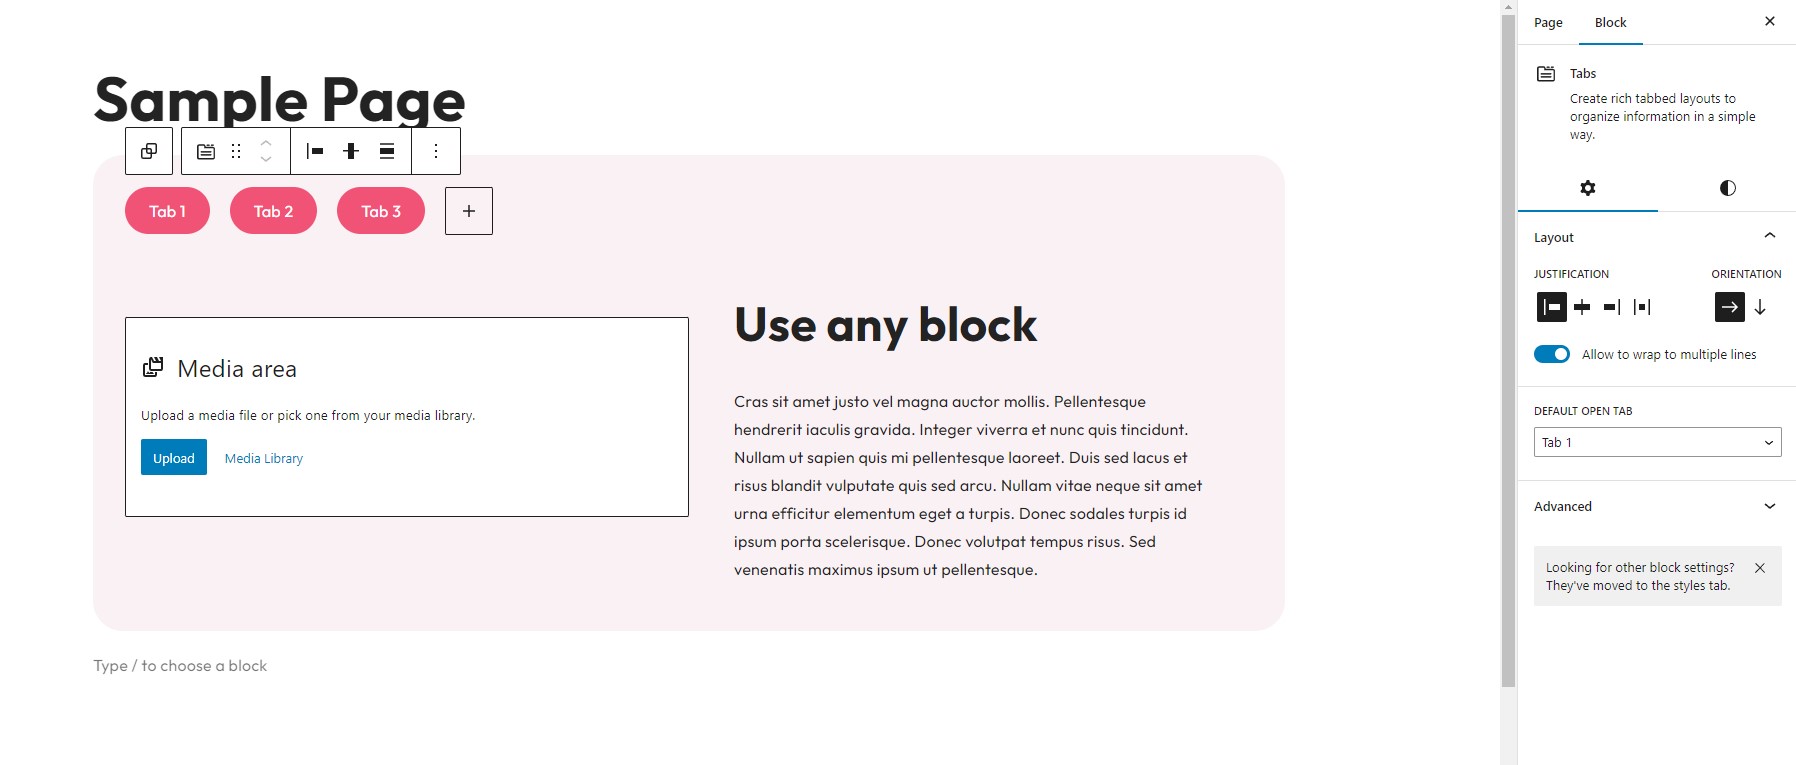 Sample Page
Tab 1
Tab 2
Tab 3
Media area
Upload a media file or pick one from your media library.
Upload
Media Library
Use any block
Cras sit amet justo vel magna auctor mollis. Pellentesque
hendrerit iaculis gravida. Integer viverra et nunc quis tincidunt.
Nullam ut sapien quis mi pellentesque laoreet. Duis sed lacus et
risus blandit vulputate quis sed arcu. Nullam vitae neque sit amet
urna efficitur elementum eget a turpis. Donec sodales turpis id
ipsum porta scelerisque. Donec volutpat tempus risus. Sed
venenatis maximus ipsum ut pellentesque.
Type / to choose a block
Page
Block
Tabs
Create rich tabbed layouts to
organize information in a simple
way.
Layout
JUSTIFICATION
ORIENTATION
Allow to wrap to multiple lines
DEFAULT OPEN TAB
Tab 1
Advanced
Looking for other block settings?
They've moved to the styles tab.